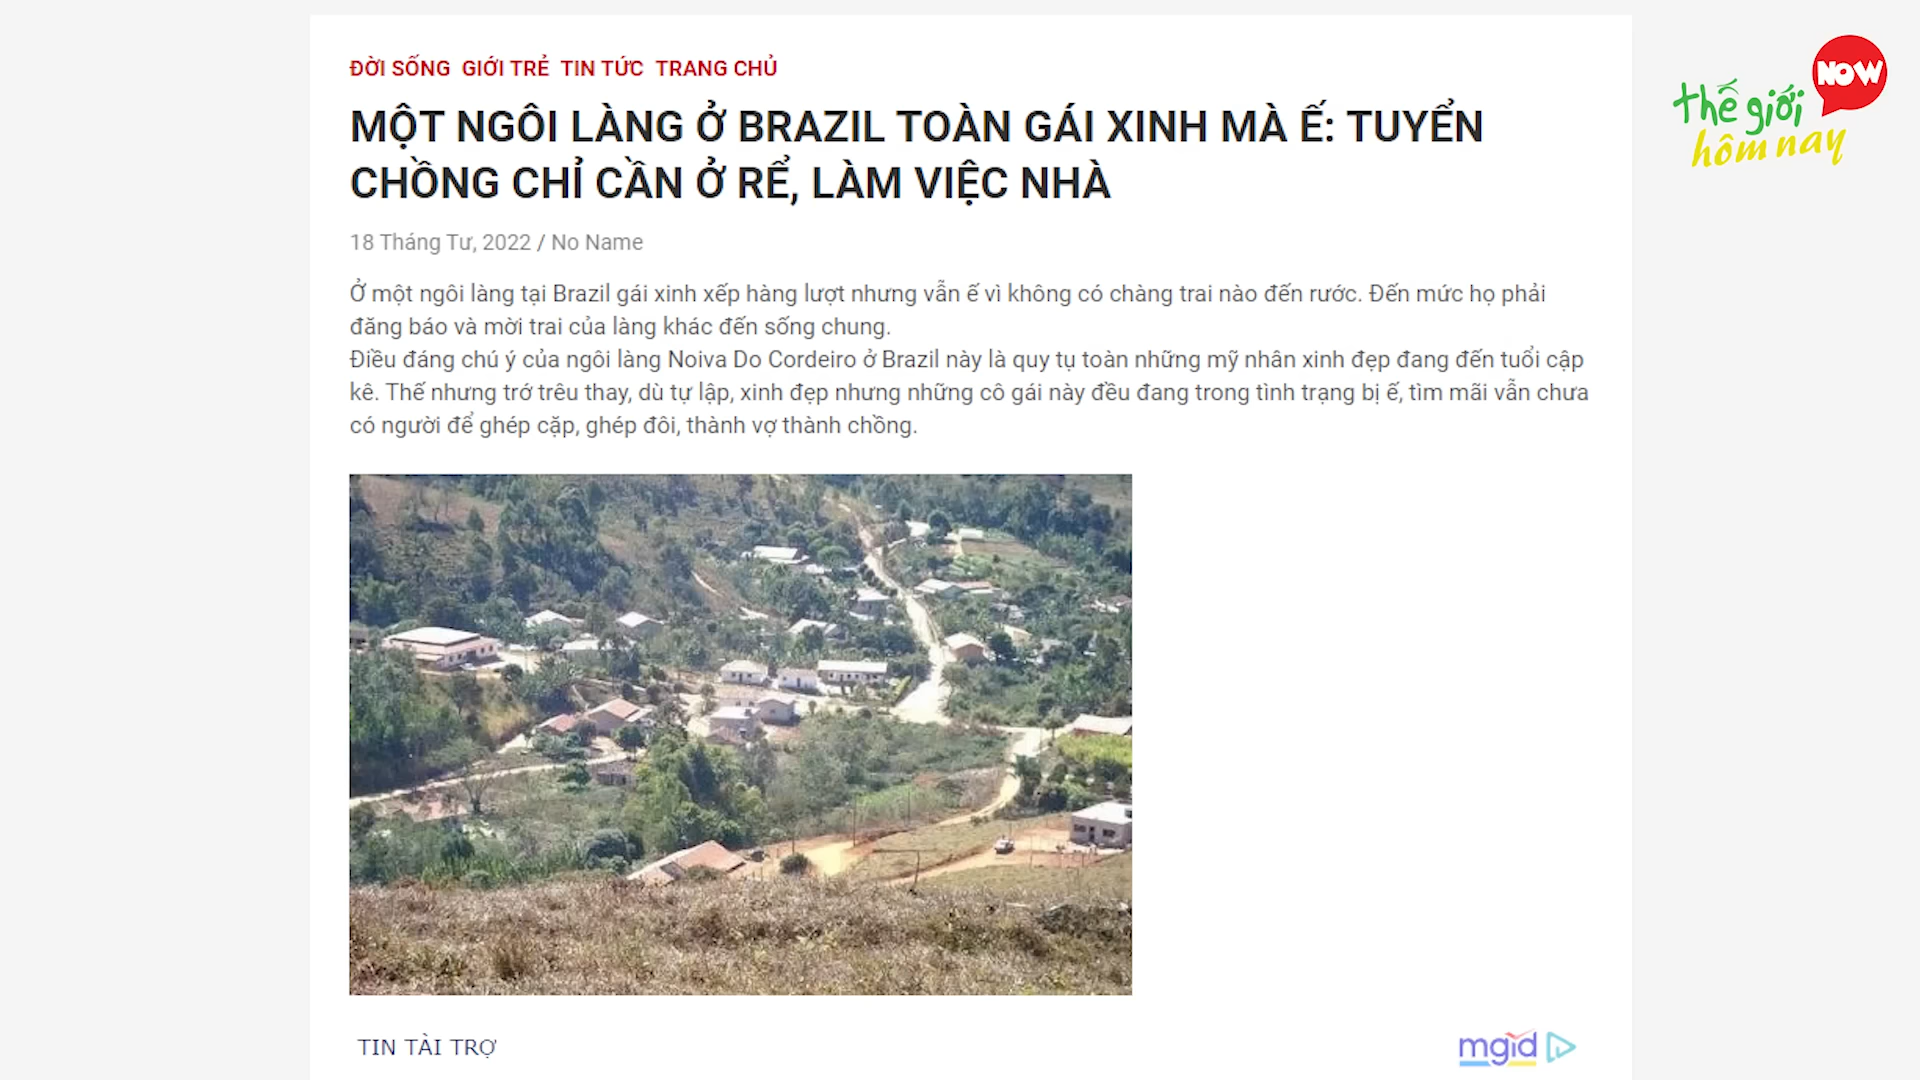 ĐỜI SỐNG GIỚI TRẺ TIN TỨC TRANG CHỦ
MỘT NGÔI LÀNG Ở BRAZIL TOÀN GÁI XINH MÀ Ế: TUYỂN
CHỒNG CHỈ CẦN Ở RỂ, LÀM VIỆC NHÀ
18 Tháng Tư, 2022 / No Name
Ở một ngôi làng tại Brazil gái xinh xếp hàng lượt nhưng vẫn ế vì không có chàng trai nào đến rước. Đến mức họ phải
đăng báo và mời trai của làng khác đến sống chung.
Điều đáng chú ý của ngôi làng Noiva Do Cordeiro ở Brazil này là quy tụ toàn những mỹ nhân xinh đẹp đang đến tuổi cập
kê. Thế nhưng trớ trêu thay, dù tự lập, xinh đẹp nhưng những cô gái này đều đang trong tình trạng bị ế, tìm mãi vẫn chưa
có người để ghép cặp, ghép đôi, thành vợ thành chồng.
TIN TÀI TRỢ
mgid
NOW
thế giới
hôm nay